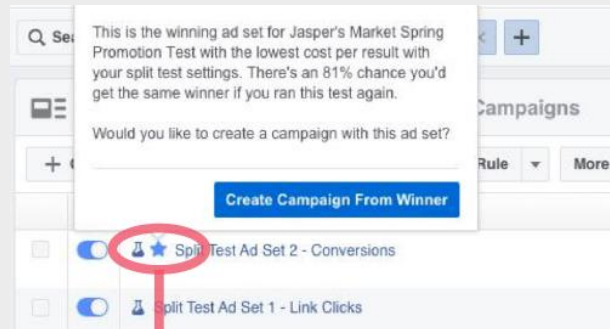 Sea
This is the winning ad set for Jasper's Market Spring
Promotion Test with the lowest cost per result with
your split test settings. There's an 81% chance you'd
get the same winner if you ran this test again.
Would you like to create a campaign with this ad set?
Create Campaign From Winner
Campaigns
Rule
More
Split Test Ad Set 2 - Conversions
Split Test Ad Set 1 - Link Clicks